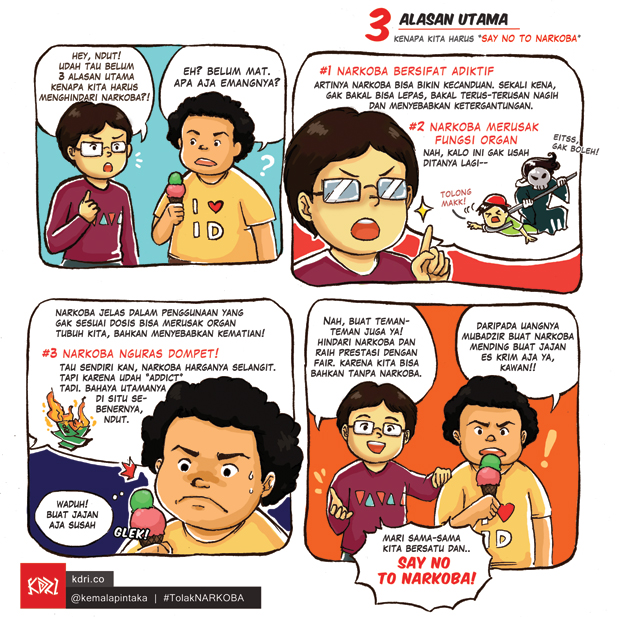 3 ALASAN UTAMA
KENAPA KITA HARUS "SAY NO TO NARKOBA"
HEY, NDUT!
UDAH TAU BELUM
3 ALASAN UTAMA
KENAPA KITA HARUS
MENGHINDARI NARKOBA?!
EH? BELUM MAT.
APA AJA EMANGNYA?
?
I ♥
ID
#1 NARKOBA BERSIFAT ADIKTIF
ARTINYA NARKOBA BISA BIKIN KECANDUAN. SEKALI KENA,
GAK BAKAL BISA LEPAS, BAKAL TERUS-TERUSAN NAGIH
DAN MENYEBABKAN KETERGANTUNGAN.
#2 NARKOBA MERUSAK
FUNGSI ORGAN
NAH, KALO INI GAK USAH
DITANYA LAGI--
EITSS,
GAK BOLEH!
TOLONG
MAKK!
NARKOBA JELAS DALAM PENGGUNAAN YANG
GAK SESUAI DOSIS BISA MERUSAK ORGAN
TUBUH KITA, BAHKAN MENYEBABKAN KEMATIAN!
#3 NARKOBA NGURAS DOMPET!
TAU SENDIRI KAN, NARKOBA HARGANYA SELANGIT.
TAPI KARENA UDAH "ADDICT"
TADI. BAHAYA UTAMANYA
DI SITU SE-
BENERNYA,
NDUT.
WADUH!
BUAT JAJAN
AJA SUSAH
GLEK!
NAH, BUAT TEMAN-
TEMAN JUGA YA!
HINDARI NARKOBA DAN
RAIH PRESTASI DENGAN
FAIR. KARENA KITA BISA
BAHKAN TANPA NARKOBA.
DARIPADA UANGNYA
MUBADZIR BUAT NARKOBA
MENDING BUAT JAJAN
ES KRIM AJA YA,
KAWAN!!
!
I ♥
ID
MARI SAMA-SAMA
KITA BERSATU DAN..
SAY NO
TO NARKOBA!
KDRI
kdri.co
@kemalapintaka | #TolakNARKOBA